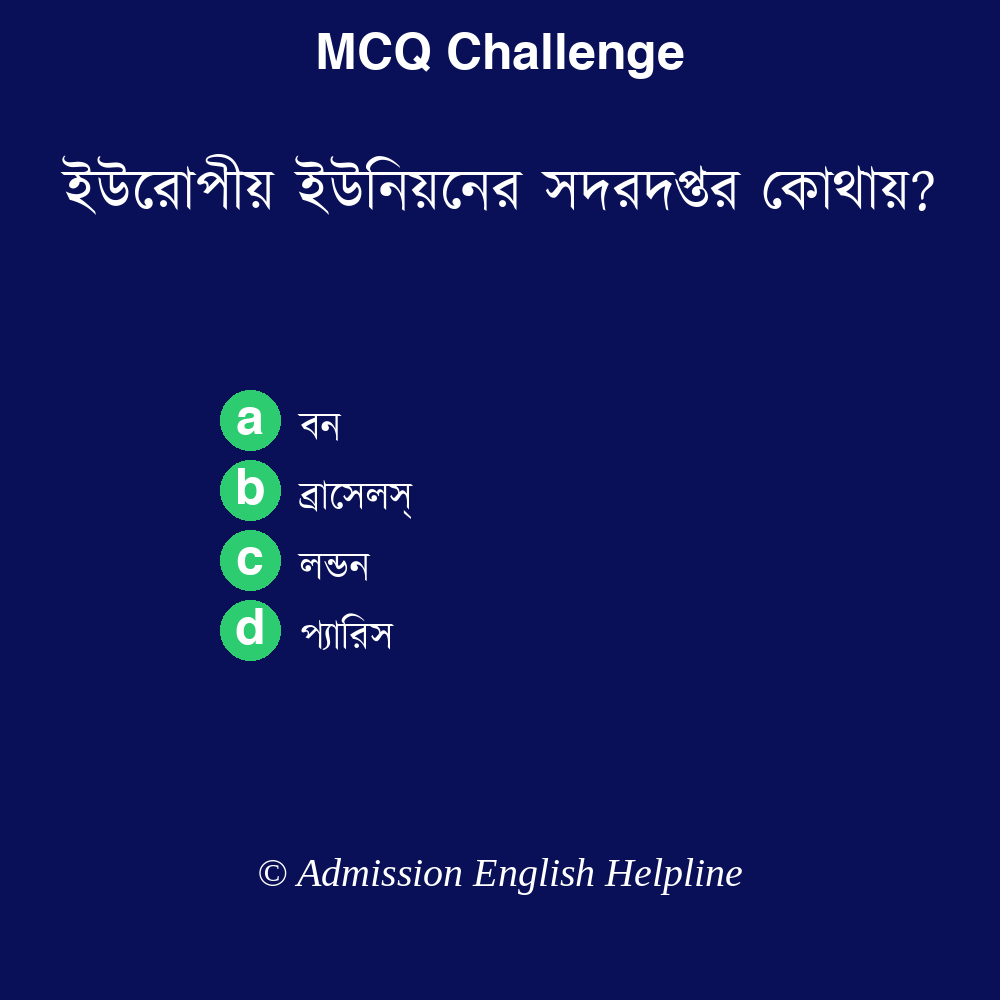 MCQ Challenge
ইউরোপীয় ইউনিয়নের সদরদপ্তর কোথায়?
a বন
b ব্রাসেলস্
c লন্ডন
d প্যারিস
© Admission English Helpline